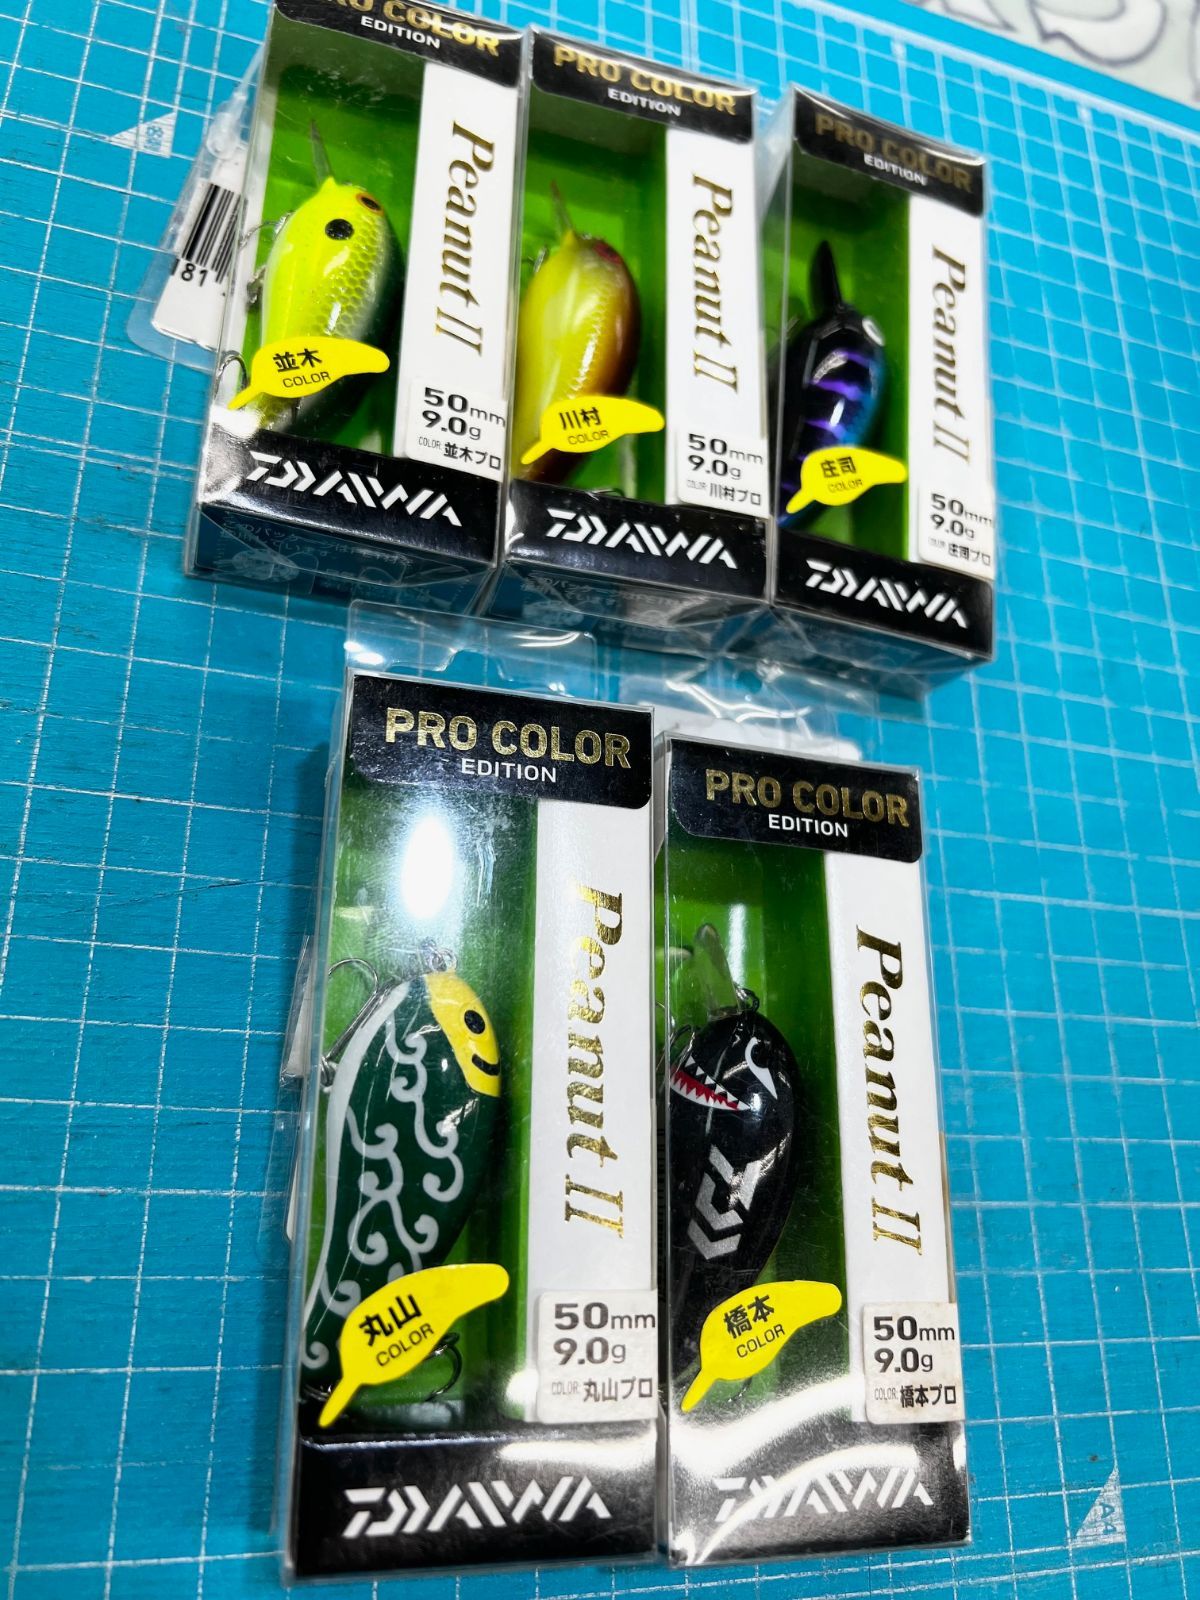 PRO COLOR
EDITION
Peanut II
並木
COLOR
50mm
9.0g
COLOR: 並木プロ
DAIWA
181
PRO COLOR
EDITION
Peanut II
川村
COLOR
50mm
9.0g
COLOR: 川村プロ
DAIWA
PRO COLOR
EDITION
Peanut II
庄司
COLOR
50mm
9.0g
COLOR: 庄司プロ
DAIWA
PRO COLOR
EDITION
Peanut II
丸山
COLOR
50mm
9.0g
COLOR: 丸山プロ
DAIWA
PRO COLOR
EDITION
Peanut II
橋本
COLOR
50mm
9.0g
COLOR: 橋本プロ
DAIWA
A4